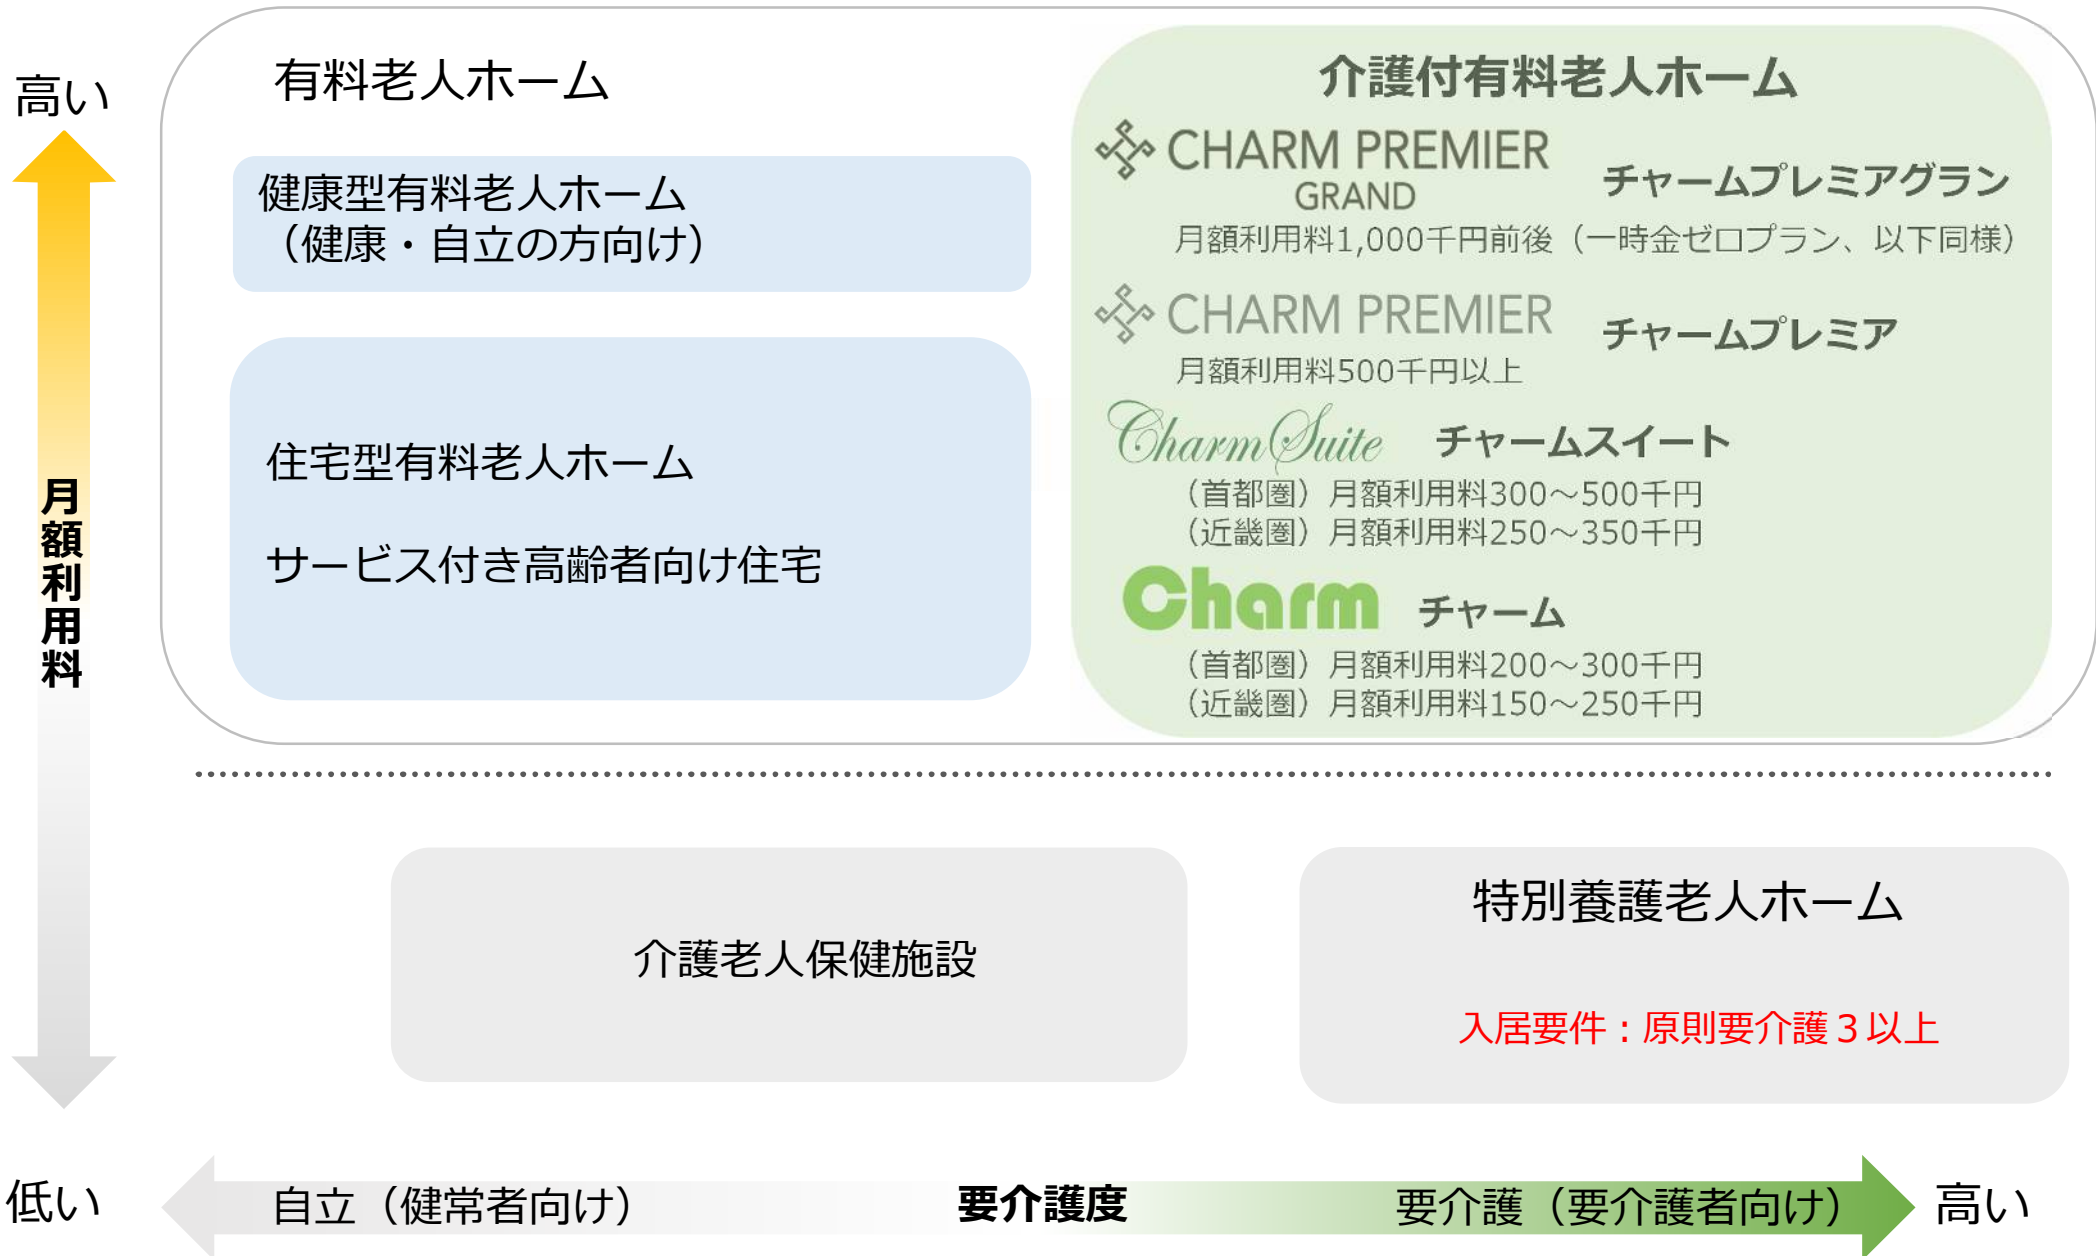 高い
月額利用料
低い
有料老人ホーム
健康型有料老人ホーム
（健康・自立の方向け）
住宅型有料老人ホーム
サービス付き高齢者向け住宅
介護付有料老人ホーム
CHARM PREMIER
GRAND
チャームプレミアグラン
月額利用料1,000千円前後（一時金ゼロプラン、以下同様）
CHARM PREMIER
チャームプレミア
月額利用料500千円以上
Charm Suite
チャームスイート
（首都圏）月額利用料300～500千円
（近畿圏）月額利用料250～350千円
Charm
チャーム
（首都圏）月額利用料200～300千円
（近畿圏）月額利用料150～250千円
介護老人保健施設
特別養護老人ホーム
入居要件：原則要介護３以上
自立（健常者向け）
要介護度
要介護（要介護者向け）
高い